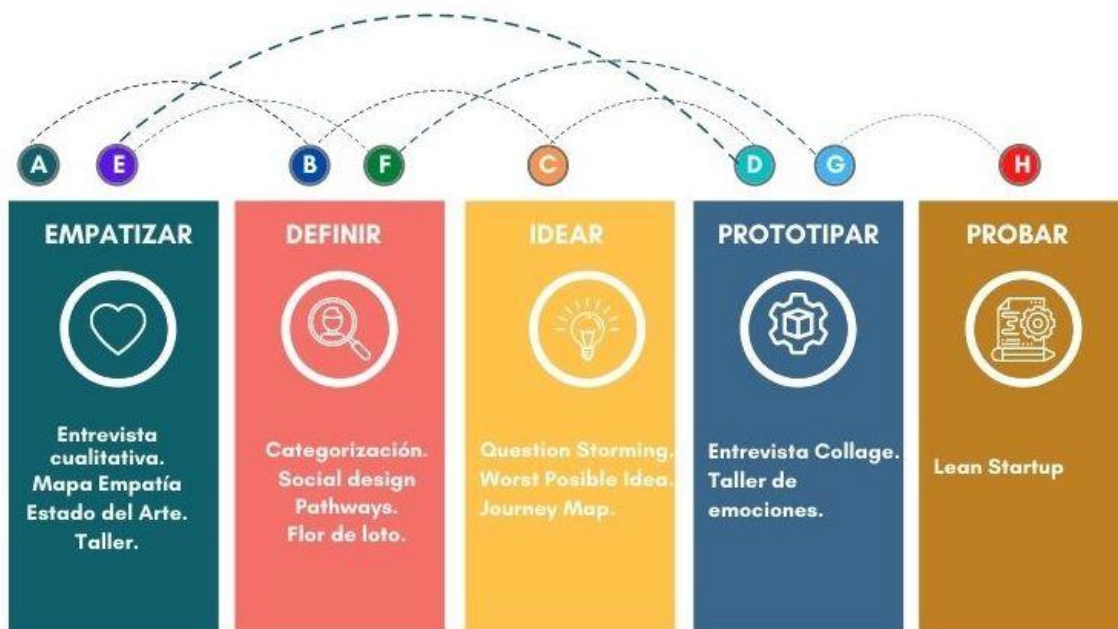 A
E
B
F
C
D
G
H
EMPATIZAR
Entrevista
cualitativa.
Mapa Empatía
Estado del Arte.
Taller.
DEFINIR
Categorización.
Social design
Pathways.
Flor de loto.
IDEAR
Question Storming.
Worst Posible Idea.
Journey Map.
PROTOTIPAR
Entrevista Collage.
Taller de
emociones.
PROBAR
Lean Startup